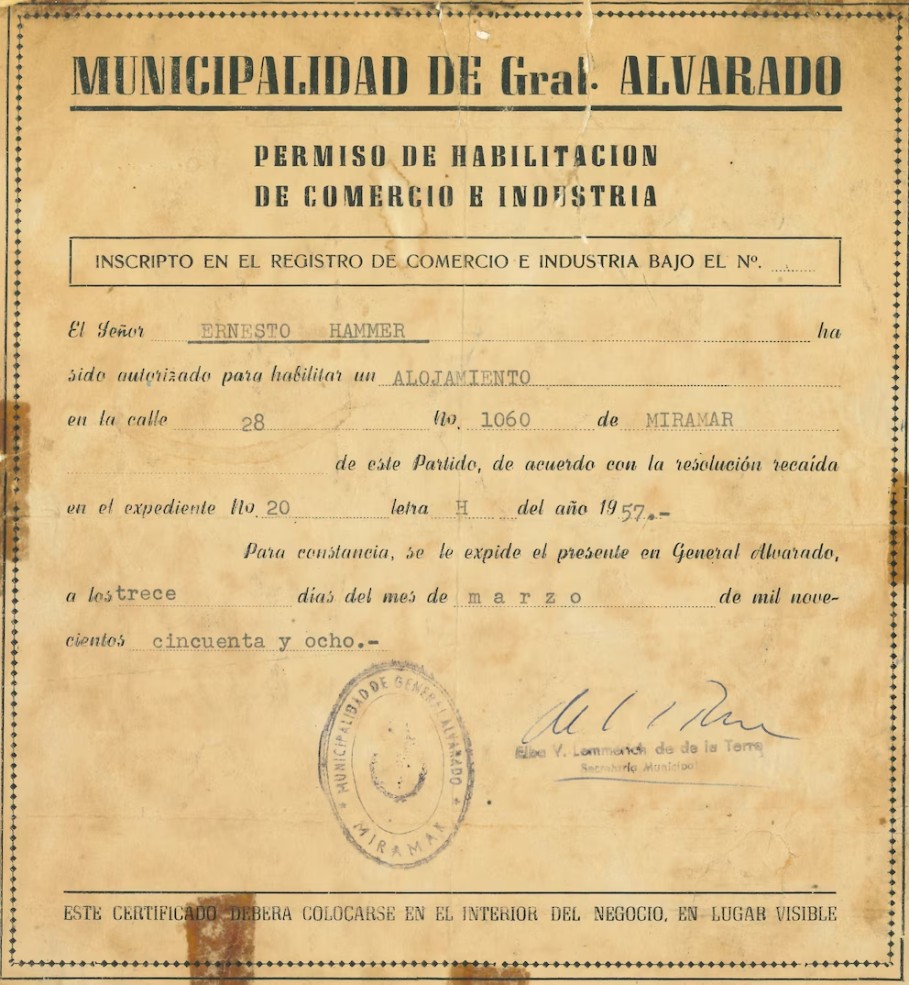 MUNICIPALIDAD DE Gral. ALVARADO
PERMISO DE HABILITACION
DE COMERCIO E INDUSTRIA
INSCRIPTO EN EL REGISTRO DE COMERCIO E INDUSTRIA BAJO EL Nº.
El Señor ERNESTO HAMMER ha
sido autorizado para habilitar un ALOJAMIENTO
en la calle 28 No. 1060 de MIRAMAR
de este Partido, de acuerdo con la resolución recaída
en el expediente No 20 letra H del año 1957.-
Para constancia, se le expide el presente en General Alvarado,
a los trece días del mes de marzo de mil nove-
cientos cincuenta y ocho.-
MUNICIPALIDAD DE GENERAL ALVARADO
MIRAMAR
Elba Y. de de la Torre
Secretario Municipal
ESTE CERTIFICADO DEBERA COLOCARSE EN EL INTERIOR DEL NEGOCIO, EN LUGAR VISIBLE